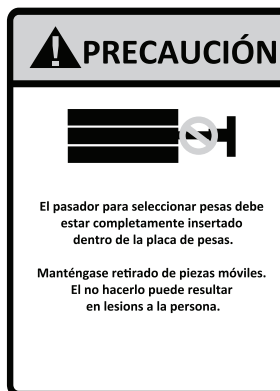 PRECAUCIÓN
El pasador para seleccionar pesas debe
estar completamente insertado
dentro de la placa de pesas.
Manténgase retirado de piezas móviles.
El no hacerlo puede resultar
en lesions a la persona.